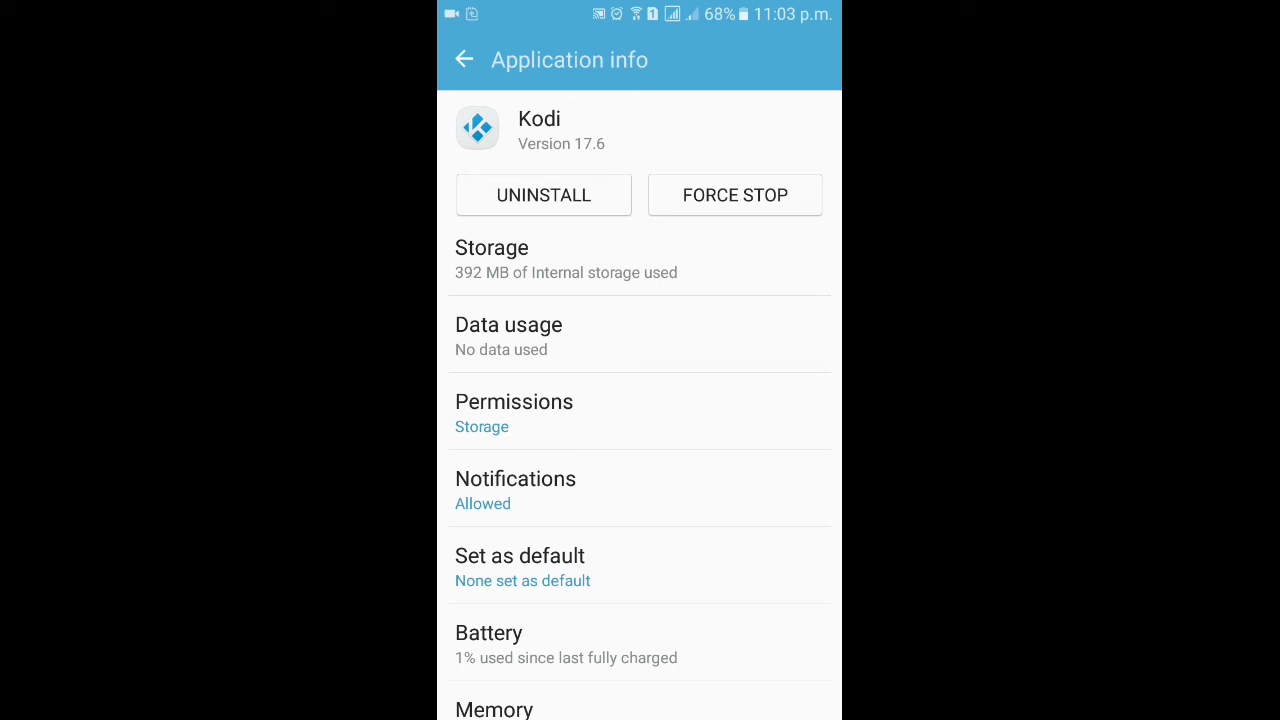 1 68% 11:03 p.m.
Application info
Kodi
Version 17.6
UNINSTALL FORCE STOP
Storage
392 MB of Internal storage used
Data usage
No data used
Permissions
Storage
Notifications
Allowed
Set as default
None set as default
Battery
1% used since last fully charged
Memory